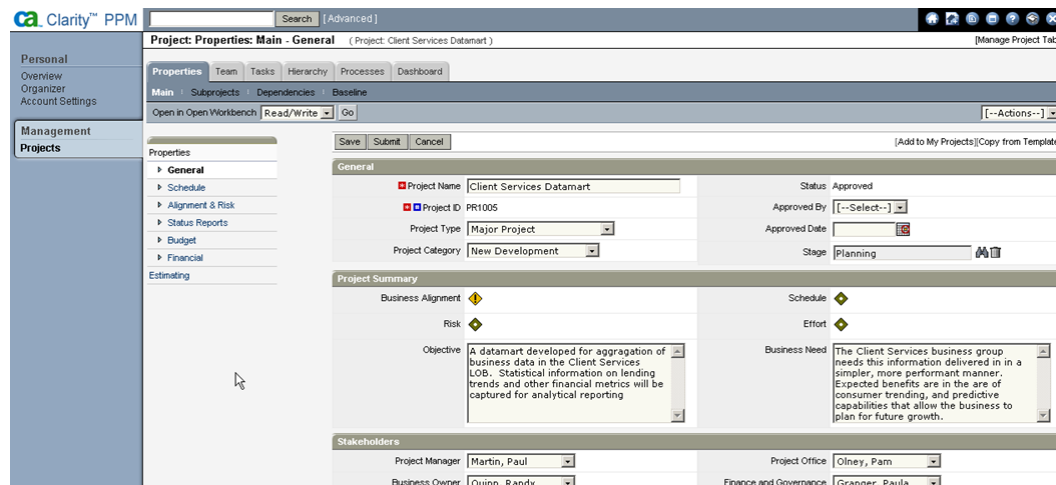 ca Clarity™ PPM Search [Advanced]
Project: Properties: Main - General ( Project: Client Services Datamart ) [Manage Project Tab
Personal
Overview
Organizer
Account Settings
Management
Projects
Properties Team Tasks Hierarchy Processes Dashboard
Main Subprojects Dependencies Baseline
Open in Open Workbench Read/Write Go [--Actions--]
Properties
General
Schedule
Alignment & Risk
Status Reports
Budget
Financial
Estimating
Save Submit Cancel [Add to My Projects][Copy from Template
General
Project Name Client Services Datamart Status Approved
Project ID PR1005 Approved By [--Select--]
Project Type Major Project Approved Date
Project Category New Development Stage Planning
Project Summary
Business Alignment Schedule
Risk Effort
Objective
A datamart developed for aggragation of
business data in the Client Services
LOB. Statistical information on lending
trends and other financial metrics will be
captured for analytical reporting
Business Need
The Client Services business group
needs this information delivered in in a
simpler, more performant manner.
Expected benefits are in the are of
consumer trending, and predictive
capabilities that allow the business to
plan for future growth.
Stakeholders
Project Manager Martin, Paul Project Office Olney, Pam
Business Owner Quinn, Randy Finance and Governance Granger, Paula